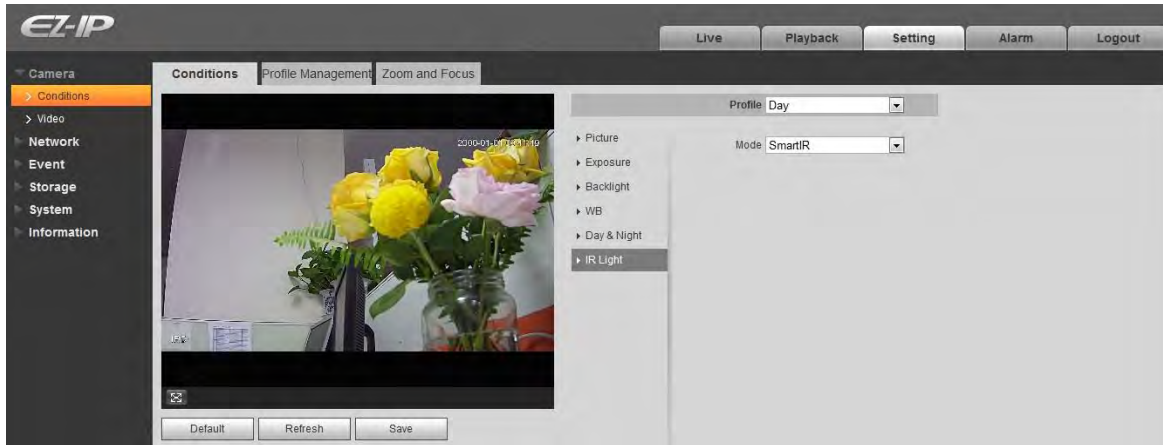 EZ-IP
Live
Playback
Setting
Alarm
Logout
Camera
Conditions
Video
Network
Event
Storage
System
Information
Conditions
Profile Management
Zoom and Focus
Default
Refresh
Save
Profile Day
Picture
Exposure
Backlight
WB
Day & Night
IR Light
Mode SmartIR